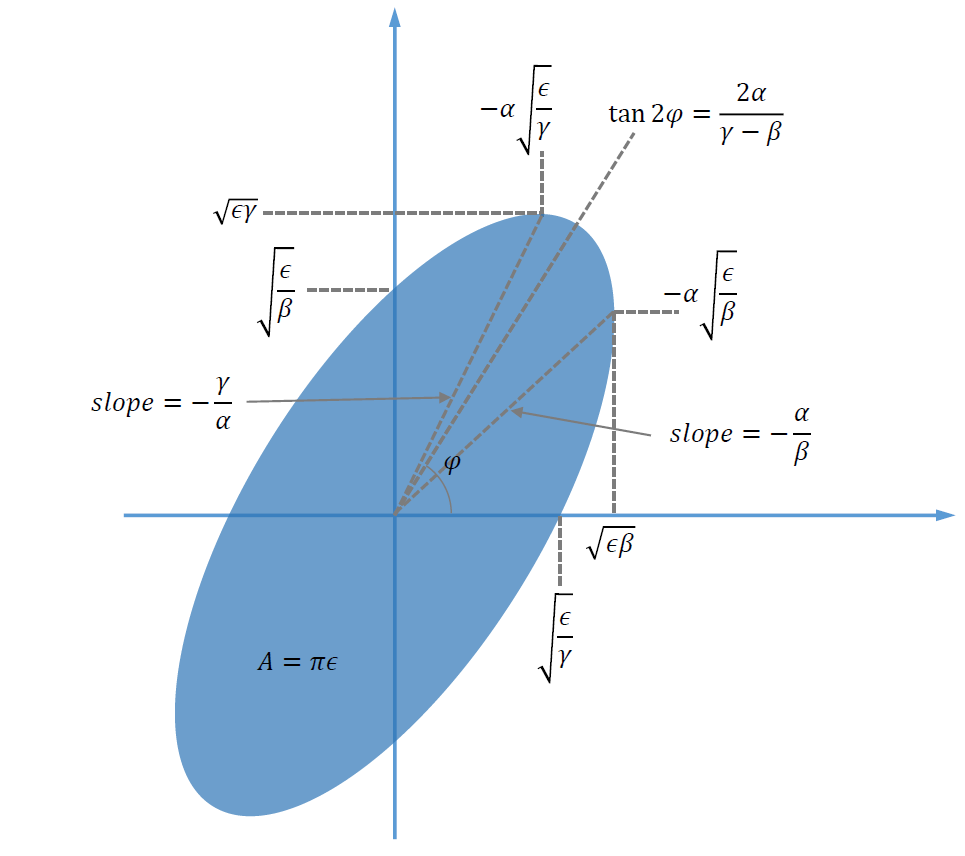 −α√(ϵ/γ)
tan 2φ = 2α/(γ − β)
√(ϵγ)
√(ϵ/β)
−α√(ϵ/β)
slope = −γ/α
slope = −α/β
φ
√(ϵβ)
√(ϵ/γ)
A = πϵ